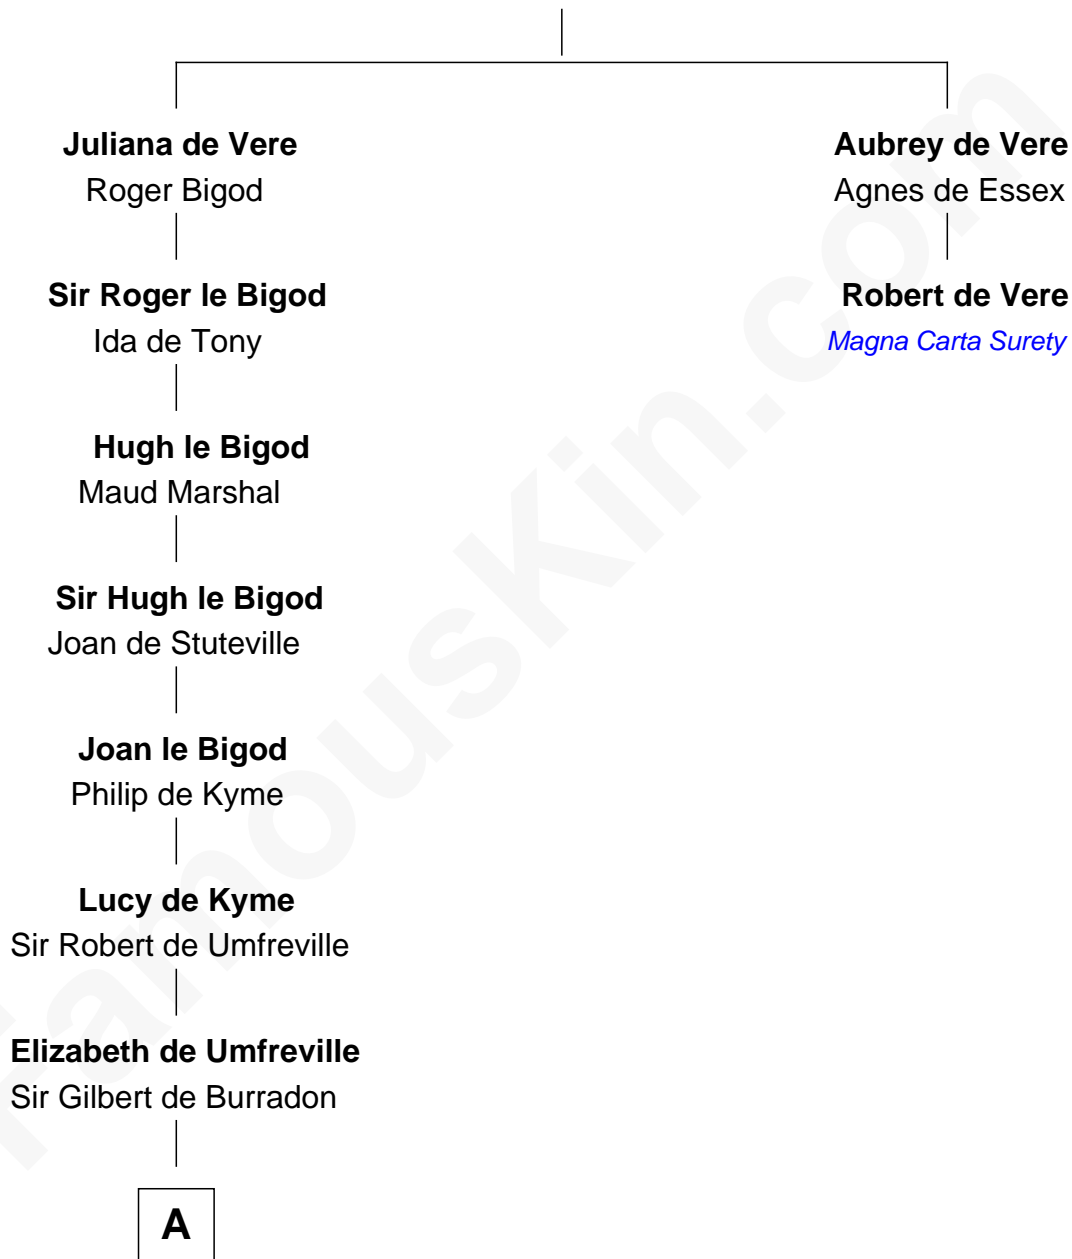 Juliana de Vere
Roger Bigod
Aubrey de Vere
Agnes de Essex
Sir Roger le Bigod
Ida de Tony
Robert de Vere
Magna Carta Surety
Hugh le Bigod
Maud Marshal
Sir Hugh le Bigod
Joan de Stuteville
Joan le Bigod
Philip de Kyme
Lucy de Kyme
Sir Robert de Umfreville
Elizabeth de Umfreville
Sir Gilbert de Burradon
A
FamousKin.com